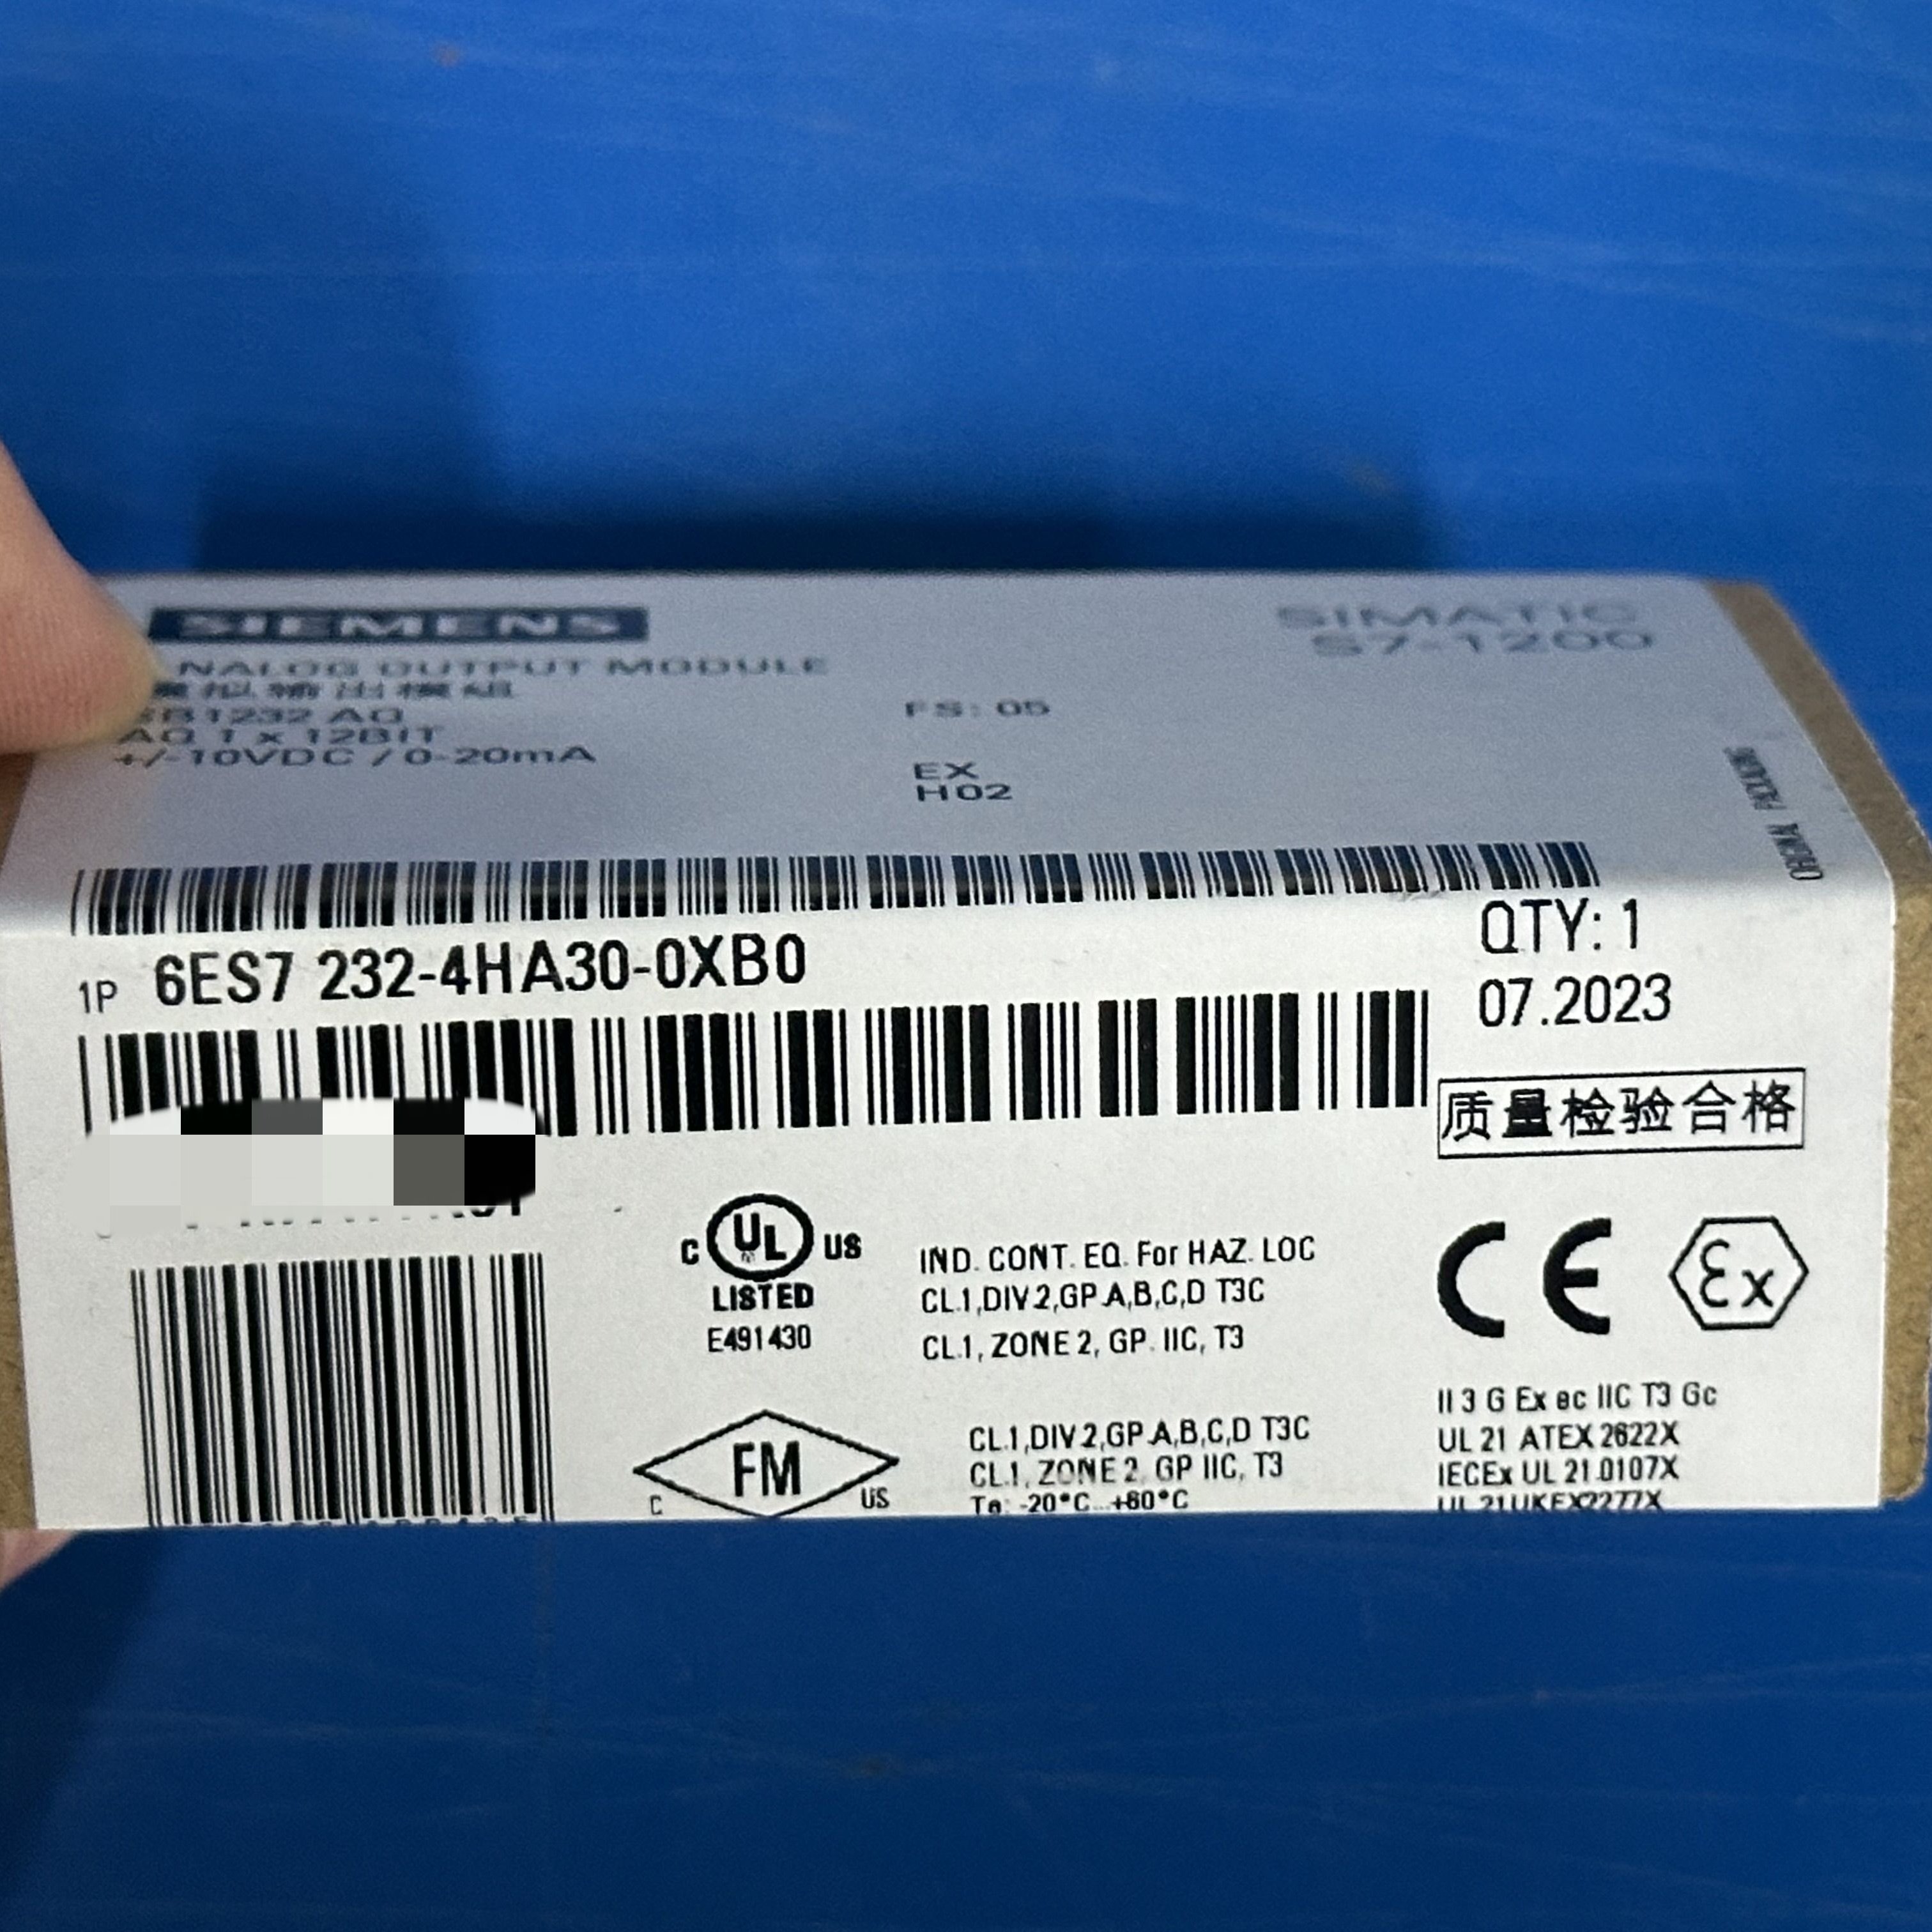 SIEMENS
SIMATIC
S7-1200
ANALOG OUTPUT MODULE
模拟输出模组
SB1232 AQ
AQ 1 x 12BIT
+/-10VDC / 0-20mA
FS: 05
EX
H02
ORIGINAL PACKAGING
1P 6ES7 232-4HA30-0XB0
QTY: 1
07.2023
质量检验合格
C UL US
LISTED
E491430
IND. CONT. EQ. For HAZ. LOC
CL.1,DIV 2,GP.A,B,C,D T3C
CL.1, ZONE 2, GP. IIC, T3
CE Ex
II 3 G Ex ec IIC T3 Gc
UL 21 ATEX 2622X
IECEx UL 21.0107X
UL 21UKEX2277X
C FM US
CL.1,DIV 2,GP.A,B,C,D T3C
CL.1, ZONE 2, GP IIC, T3
Ta: -20°C...+60°C